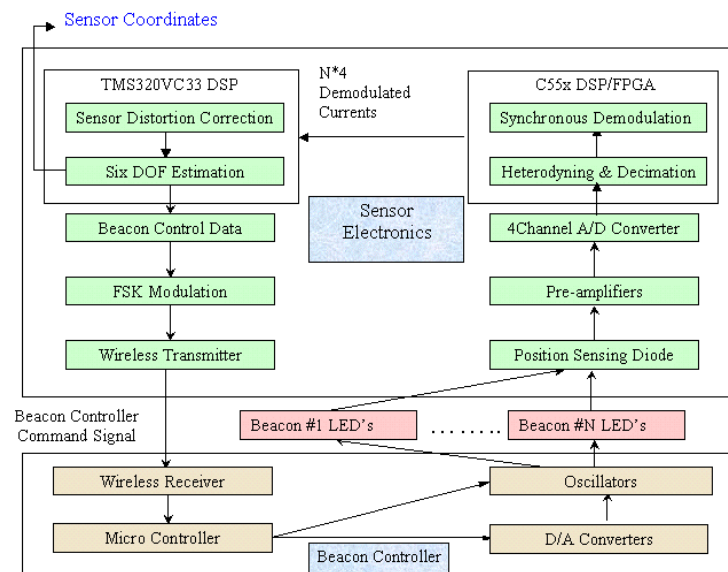 Sensor Coordinates
TMS320VC33 DSP
Sensor Distortion Correction
Six DOF Estimation
Beacon Control Data
FSK Modulation
Wireless Transmitter
N*4
Demodulated
Currents
Sensor
Electronics
C55x DSP/FPGA
Synchronous Demodulation
Heterodyning & Decimation
4Channel A/D Converter
Pre-amplifiers
Position Sensing Diode
Beacon Controller
Command Signal
Beacon #1 LED's
........
Beacon #N LED's
Wireless Receiver
Micro Controller
Beacon Controller
Oscillators
D/A Converters